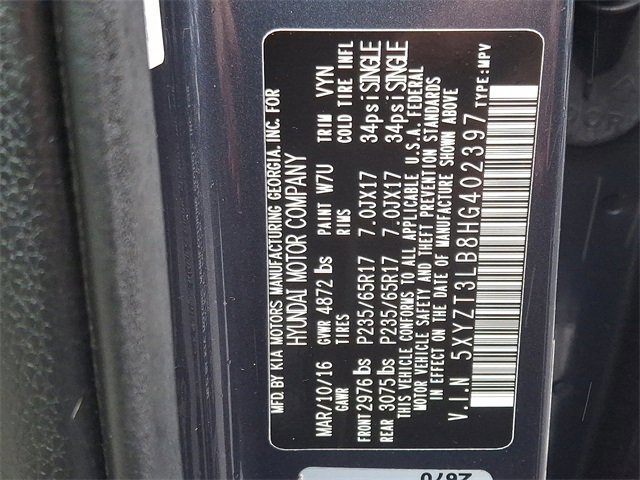 MFD. BY KIA MOTORS MANUFACTURING GEORGIA. INC. FOR
HYUNDAI MOTOR COMPANY
MAR/10/16 GVWR 4872 lbs PAINT W7U TRIM VYN
GAWR TIRES RIMS COLD TIRE INFL
FRONT 2976 lbs P235/65R17 7.0JX17 34psi SINGLE
REAR 3075 lbs P235/65R17 7.0JX17 34psi SINGLE
THIS VEHICLE CONFORMS TO ALL APPLICABLE U.S.A. FEDERAL
MOTOR VEHICLE SAFETY AND THEFT PREVENTION STANDARDS
IN EFFECT ON THE DATE OF MANUFACTURE SHOWN ABOVE
V.I.N 5XYZT3LB8HG402397 TYPE:MPV